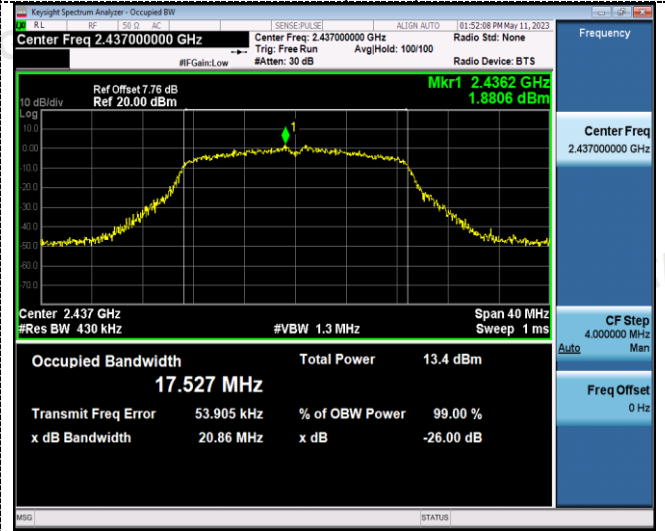 Keysight Spectrum Analyzer - Occupied BW
RL RF 50 Ω AC SENSE:PULSE ALIGN AUTO 01:52:08 PM May 11, 2023
Center Freq 2.437000000 GHz
Center Freq: 2.437000000 GHz
Radio Std: None
Trig: Free Run Avg|Hold: 100/100
#IFGain:Low
#Atten: 30 dB
Radio Device: BTS
Frequency
Ref Offset 7.76 dB
Mkr1 2.4362 GHz
10 dB/div Ref 20.00 dBm
1.8806 dBm
Log
10.0
1
0.00
-10.0
-20.0
-30.0
-40.0
-50.0
-60.0
-70.0
Center 2.437 GHz
Span 40 MHz
#Res BW 430 kHz
#VBW 1.3 MHz
Sweep 1 ms
Center Freq
2.437000000 GHz
CF Step
4.000000 MHz
Auto Man
Freq Offset
0 Hz
Occupied Bandwidth
Total Power 13.4 dBm
17.527 MHz
Transmit Freq Error 53.905 kHz
% of OBW Power 99.00 %
x dB Bandwidth 20.86 MHz
x dB -26.00 dB
MSG STATUS